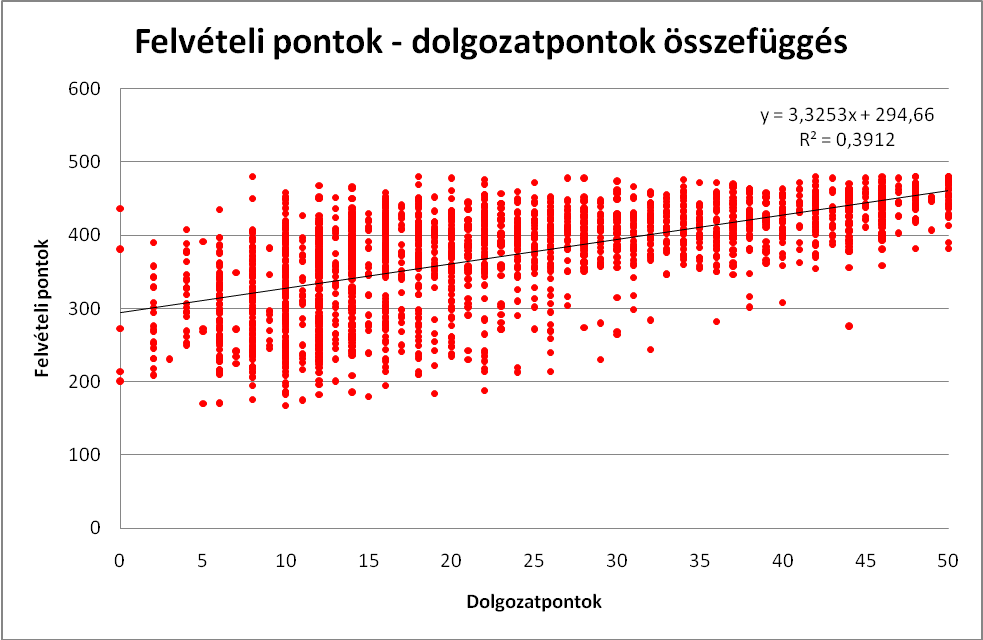 Felvételi pontok - dolgozatpontok összefüggés
600
500
400
300
200
100
0
y = 3,3253x + 294,66
R² = 0,3912
Felvételi pontok
0 5 10 15 20 25 30 35 40 45 50
Dolgozatpontok